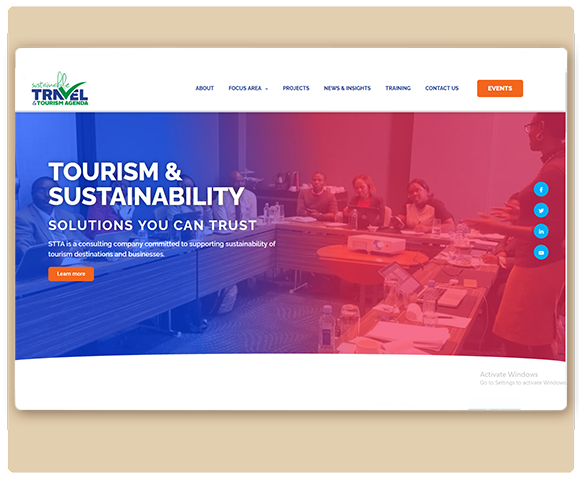 sustainable
TRAVEL
& TOURISM AGENDA
ABOUT
FOCUS AREA
PROJECTS
NEWS & INSIGHTS
TRAINING
CONTACT US
EVENTS
TOURISM &
SUSTAINABILITY
SOLUTIONS YOU CAN TRUST
STTA is a consulting company committed to supporting sustainability of
tourism destinations and businesses.
Learn more
Activate Windows
Go to Settings to activate Windows